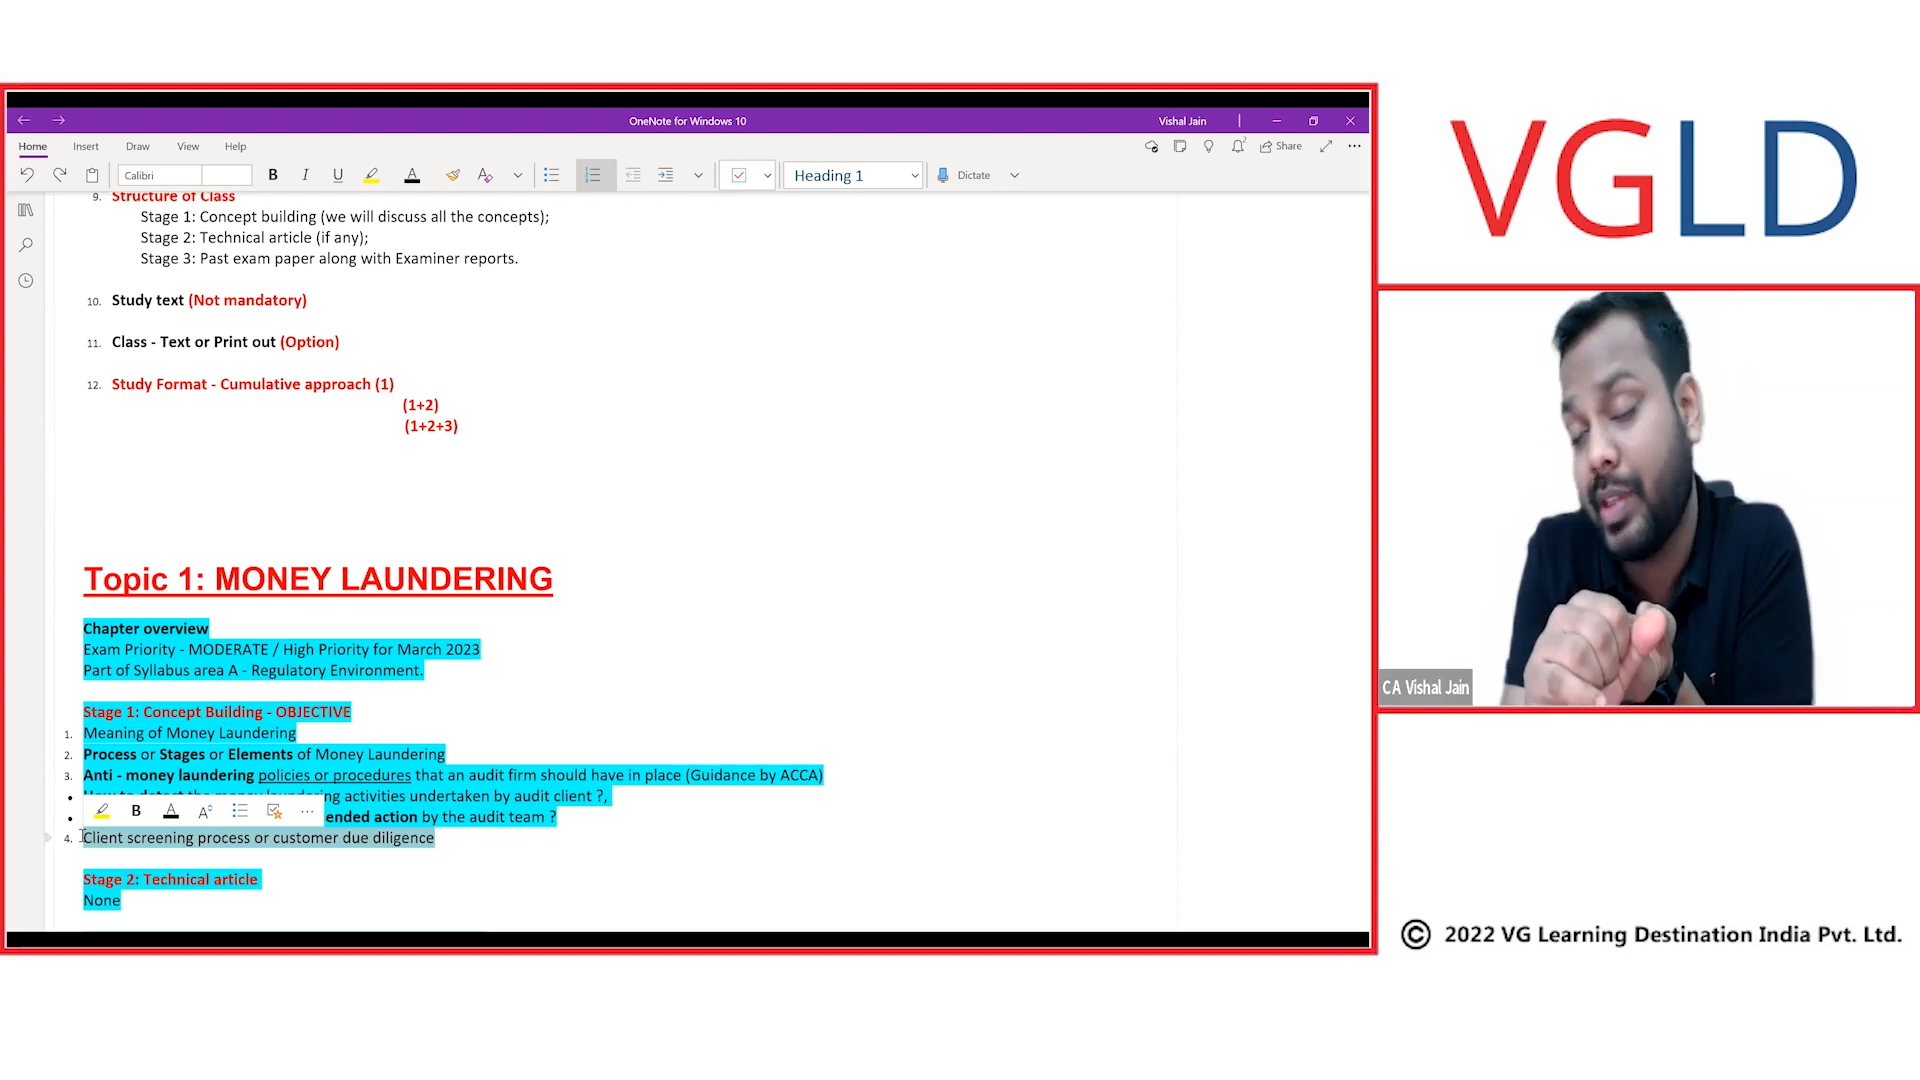 OneNote for Windows 10
Vishal Jain
Home Insert Draw View Help
Share
Calibri
B I U A
Heading 1
Dictate
9. Structure of Class
Stage 1: Concept building (we will discuss all the concepts);
Stage 2: Technical article (if any);
Stage 3: Past exam paper along with Examiner reports.
10. Study text (Not mandatory)
11. Class - Text or Print out (Option)
12. Study Format - Cumulative approach (1)
(1+2)
(1+2+3)
Topic 1: MONEY LAUNDERING
Chapter overview
Exam Priority - MODERATE / High Priority for March 2023
Part of Syllabus area A - Regulatory Environment.
Stage 1: Concept Building - OBJECTIVE
1. Meaning of Money Laundering
2. Process or Stages or Elements of Money Laundering
3. Anti - money laundering policies or procedures that an audit firm should have in place (Guidance by ACCA)
• How to detect the money laundering activities undertaken by audit client ?,
• ended action by the audit team ?
4. Client screening process or customer due diligence
Stage 2: Technical article
None
VGLD
CA Vishal Jain
© 2022 VG Learning Destination India Pvt. Ltd.